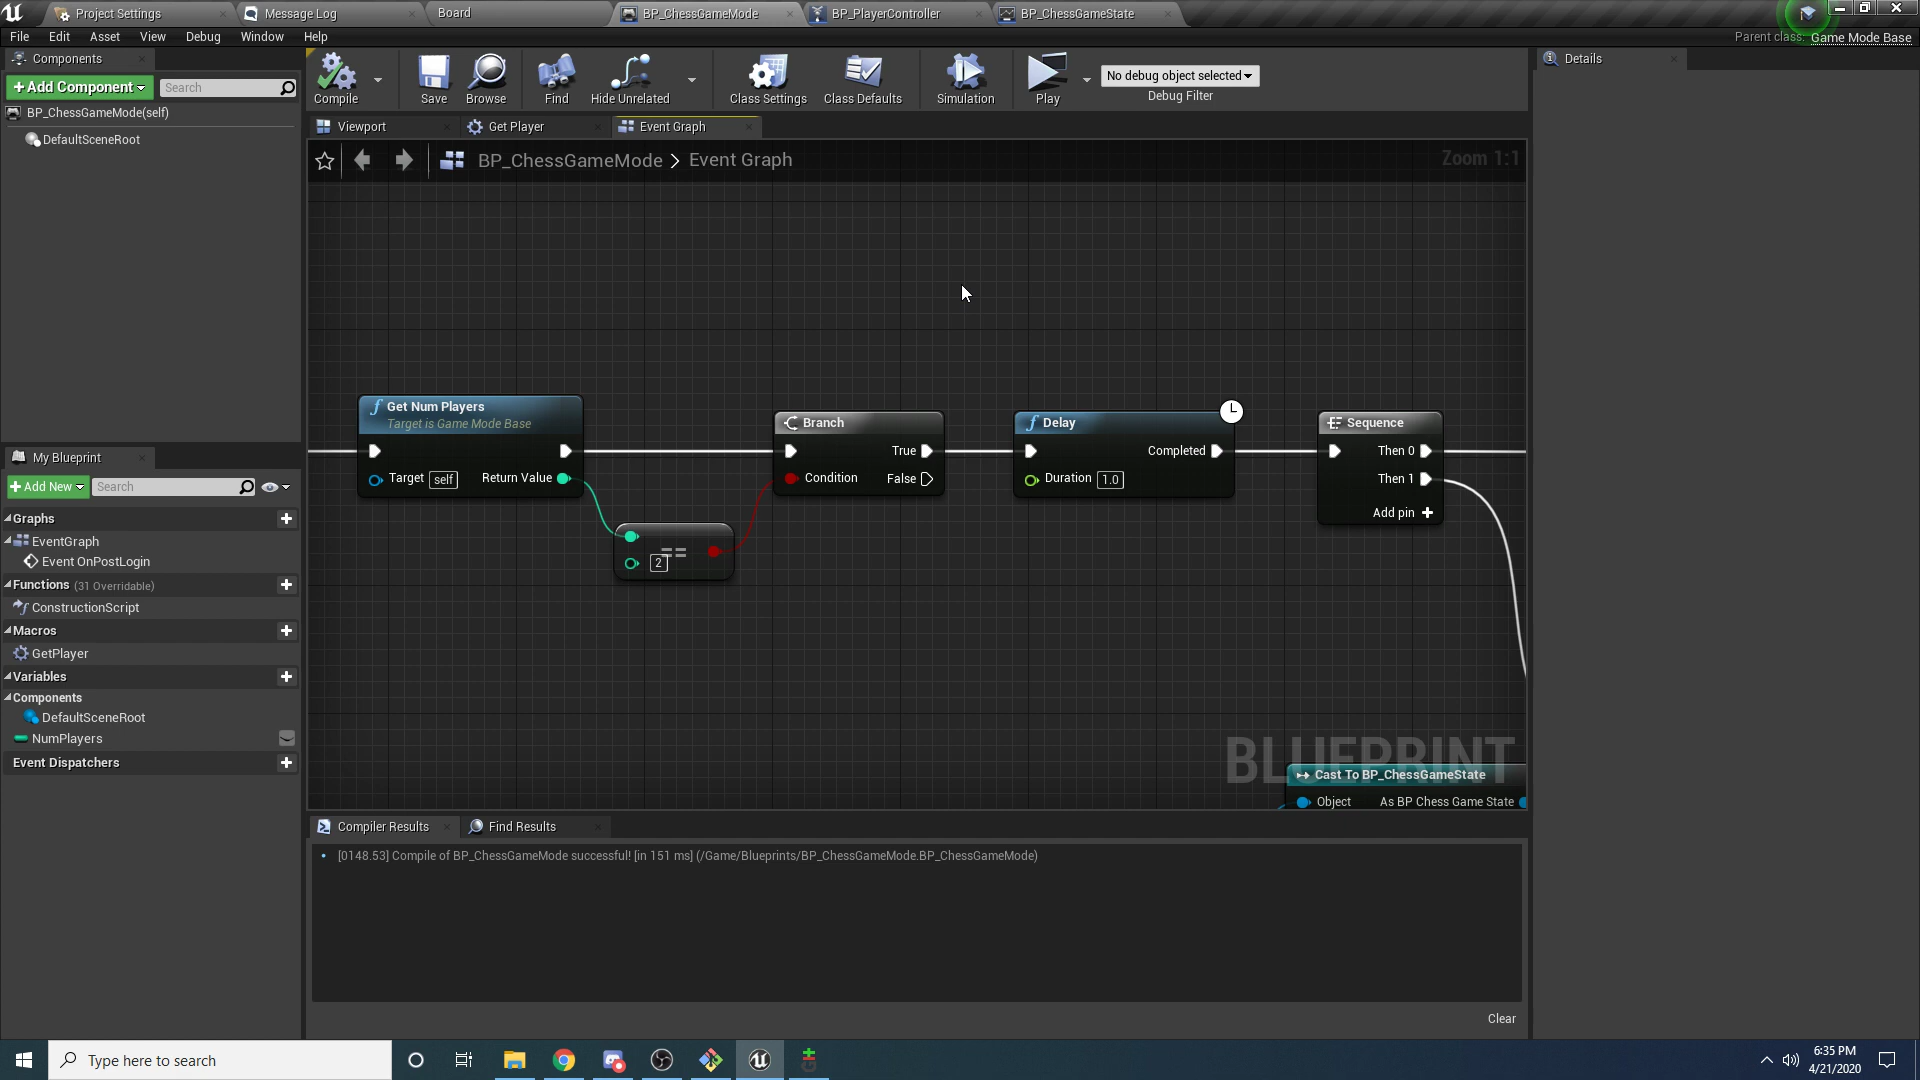 Project Settings
Message Log
Board
BP_ChessGameMode
BP_PlayerController
BP_ChessGameState
File Edit Asset View Debug Window Help
Parent class: Game Mode Base
Components
+Add Component
Search
BP_ChessGameMode(self)
DefaultSceneRoot
Compile
Save
Browse
Find
Hide Unrelated
Class Settings
Class Defaults
Simulation
Play
No debug object selected
Debug Filter
Details
Viewport
Get Player
Event Graph
BP_ChessGameMode > Event Graph
Zoom 1:1
Get Num Players
Target is Game Mode Base
Target self
Return Value
==
2
Branch
True
Condition
False
Delay
Completed
Duration 1.0
Sequence
Then 0
Then 1
Add pin +
BLUEPRINT
Cast To BP_ChessGameState
Object
As BP Chess Game State
My Blueprint
+Add New
Search
Graphs
EventGraph
Event OnPostLogin
Functions (31 Overridable)
ConstructionScript
Macros
GetPlayer
Variables
Components
DefaultSceneRoot
NumPlayers
Event Dispatchers
Compiler Results
Find Results
[0148.53] Compile of BP_ChessGameMode successful! [in 151 ms] (/Game/Blueprints/BP_ChessGameMode.BP_ChessGameMode)
Clear
Type here to search
6:35 PM
4/21/2020